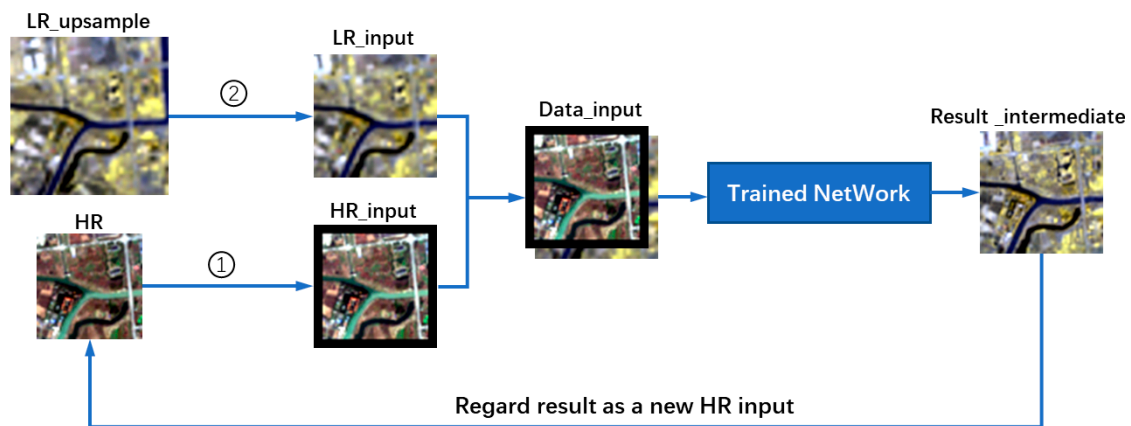 LR_upsample
LR_input
②
Data_input
Result _intermediate
Trained NetWork
HR
HR_input
①
Regard result as a new HR input